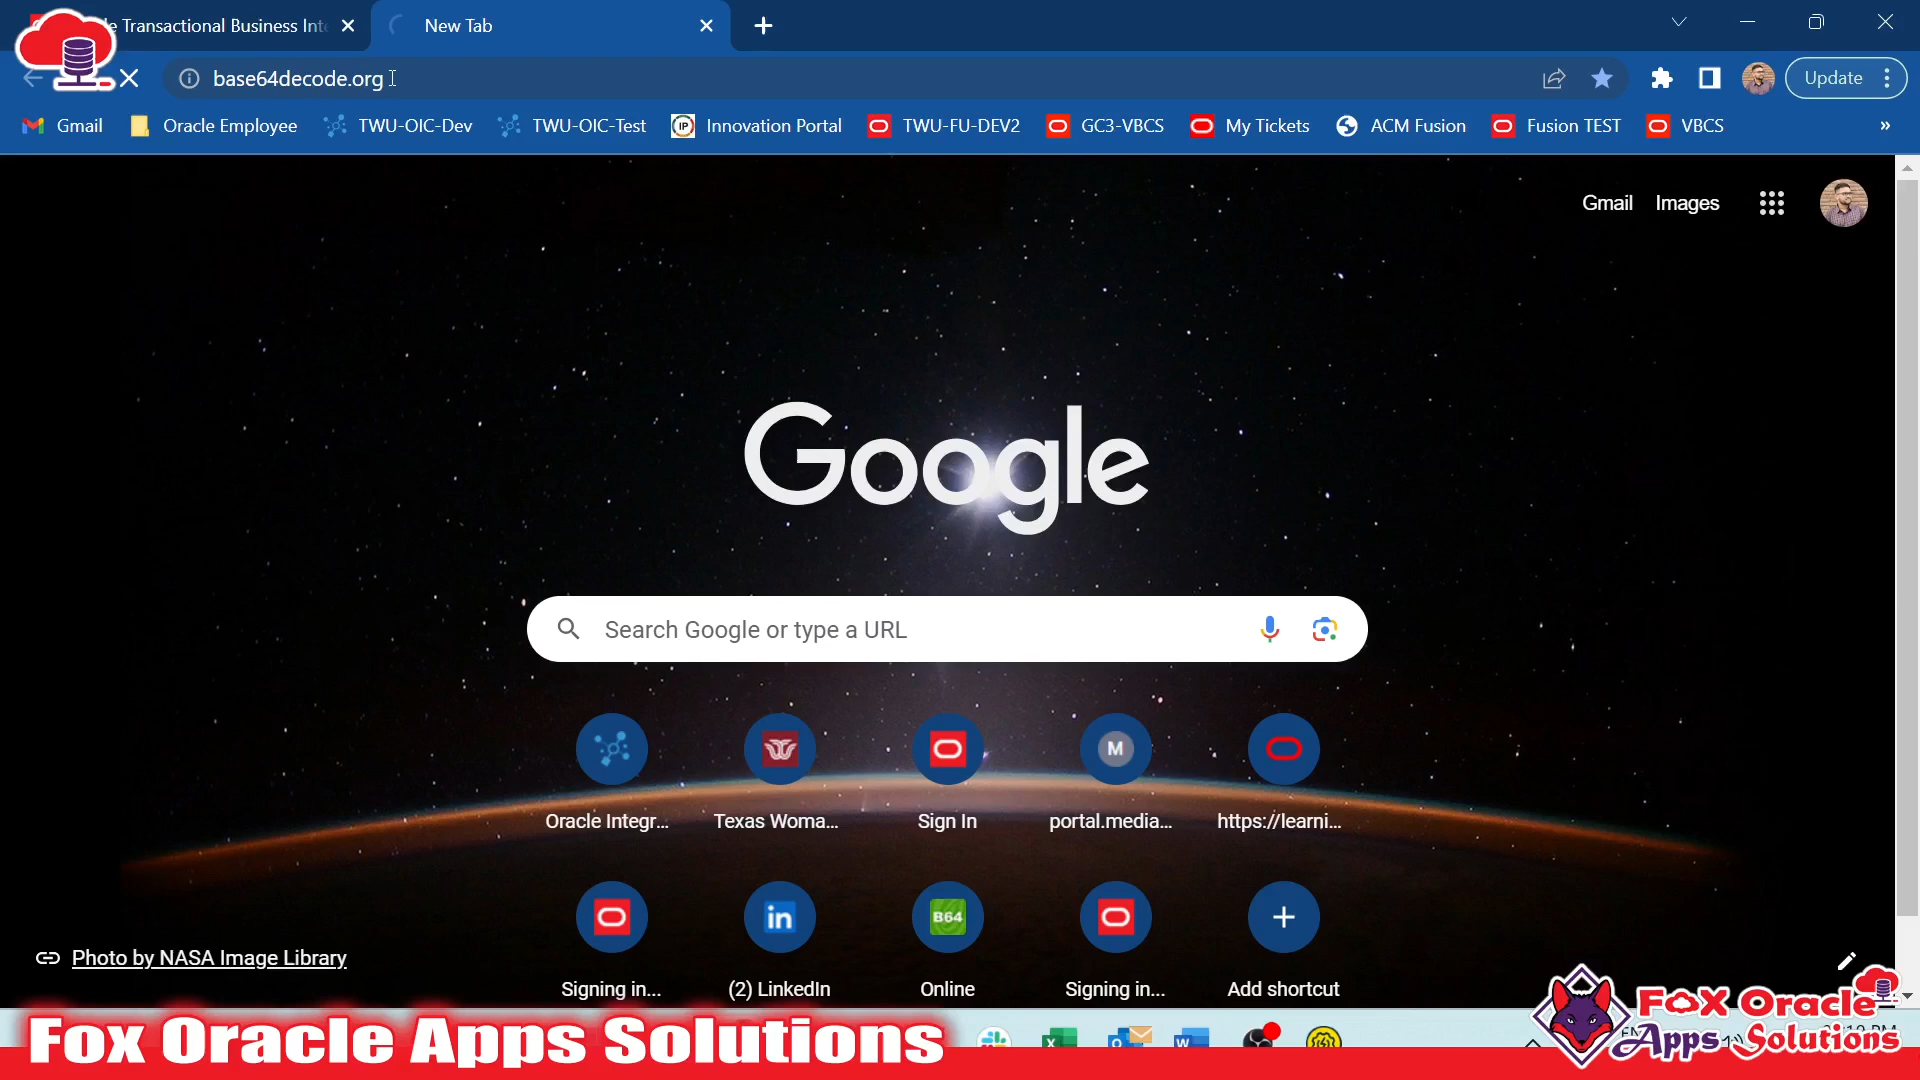 le Transactional Business Int
New Tab
base64decode.org
Update
Gmail
Oracle Employee
TWU-OIC-Dev
TWU-OIC-Test
IP
Innovation Portal
TWU-FU-DEV2
GC3-VBCS
My Tickets
ACM Fusion
Fusion TEST
VBCS
»
Gmail
Images
Google
Search Google or type a URL
M
Oracle Integr...
Texas Woma...
Sign In
portal.media...
https://learni...
in
B64
Signing in...
(2) LinkedIn
Online
Signing in...
Add shortcut
Photo by NASA Image Library
Fox Oracle Apps Solutions
Fox Oracle
Apps Solutions